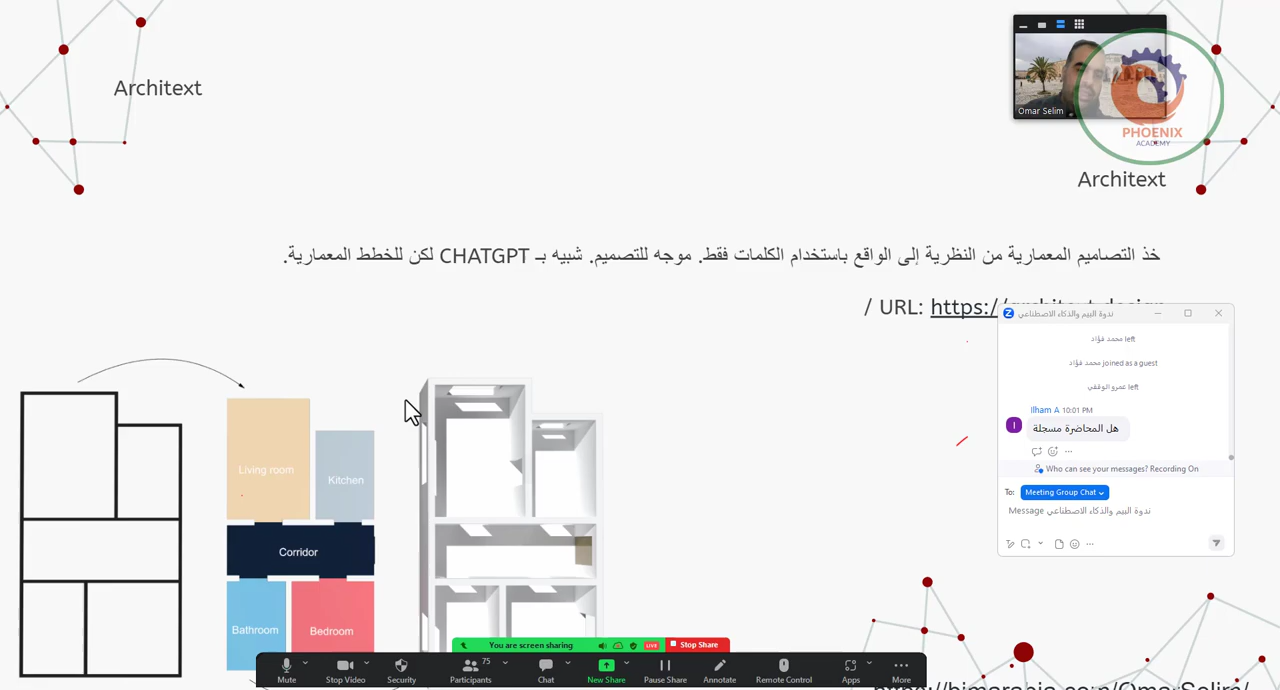 Architext
Omar Selim
PHOENIX
ACADEMY
Architext
خذ التصاميم المعمارية من النظرية إلى الواقع باستخدام الكلمات فقط. موجه للتصميم. شبيه بـ CHATGPT لكن للخطط المعمارية.
/ URL: https://
ندوة البيم والذكاء الاصطناعي
محمد فؤاد left
محمد فؤاد joined as a guest
عمرو الوقفي left
Ilham A 10:01 PM
I
هل المحاضرة مسجلة
Who can see your messages? Recording On
To: Meeting Group Chat
Message ندوة البيم والذكاء الاصطناعي
Living room
Kitchen
Corridor
Bathroom
Bedroom
You are screen sharing
LIVE
Stop Share
Mute
Stop Video
Security
Participants
75
Chat
New Share
Pause Share
Annotate
Remote Control
Apps
More